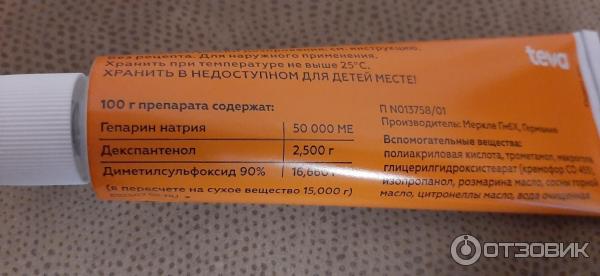 без рецепта. Для наружного применения.
Хранить при температуре не выше 25°С.
ХРАНИТЬ В НЕДОСТУПНОМ ДЛЯ ДЕТЕЙ МЕСТЕ!
100 г препарата содержат:
Гепарин натрия 50 000 МЕ
Декспантенол 2,500 г
Диметилсульфоксид 90% 16,660 г
(в пересчете на сухое вещество 15,000 г)
teva
П N013758/01
Производитель: Меркле ГмбХ, Германия
Вспомогательные вещества:
полиакриловая кислота, трометамол, макрогола
глицерилгидроксистеарат (кремофор СО 455),
изопропанол, розмарина масло, сосны горной
масло, цитронеллы масло, вода очищенная
ОТЗОВИК